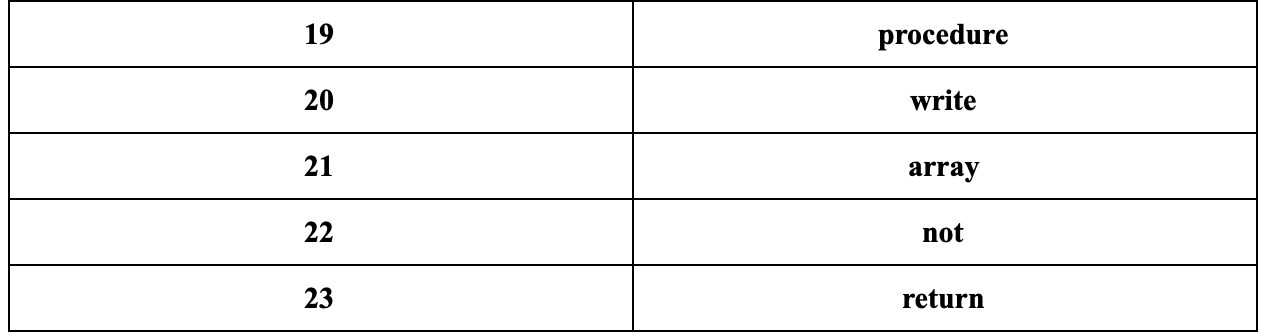 19 procedure
20 write
21 array
22 not
23 return